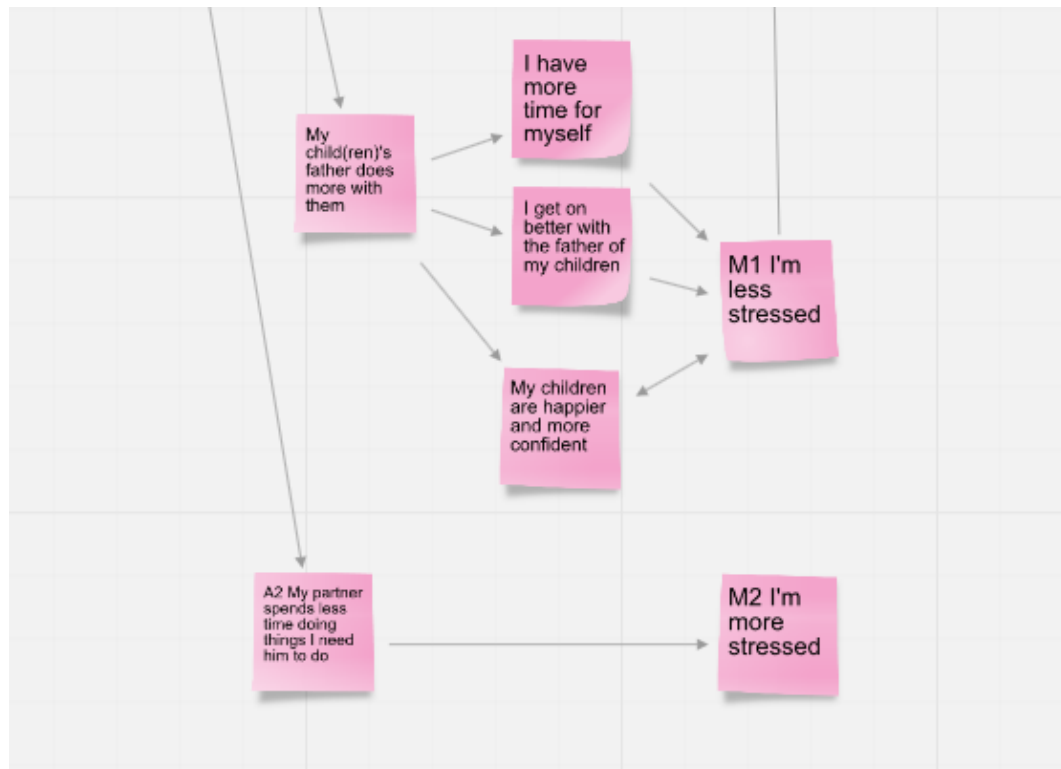 I have
more
time for
myself
My
child(ren)'s
father does
more with
them
I get on
better with
the father of
my children
M1 I'm
less
stressed
My children
are happier
and more
confident
A2 My partner
spends less
time doing
things I need
him to do
M2 I'm
more
stressed